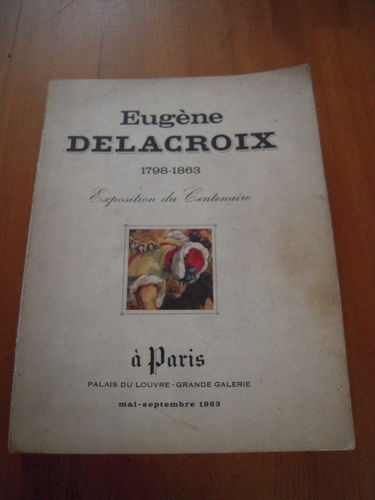 Eugène
DELACROIX
1798-1863
Exposition du Centenaire
à Paris
PALAIS DU LOUVRE - GRANDE GALERIE
mai-septembre 1963